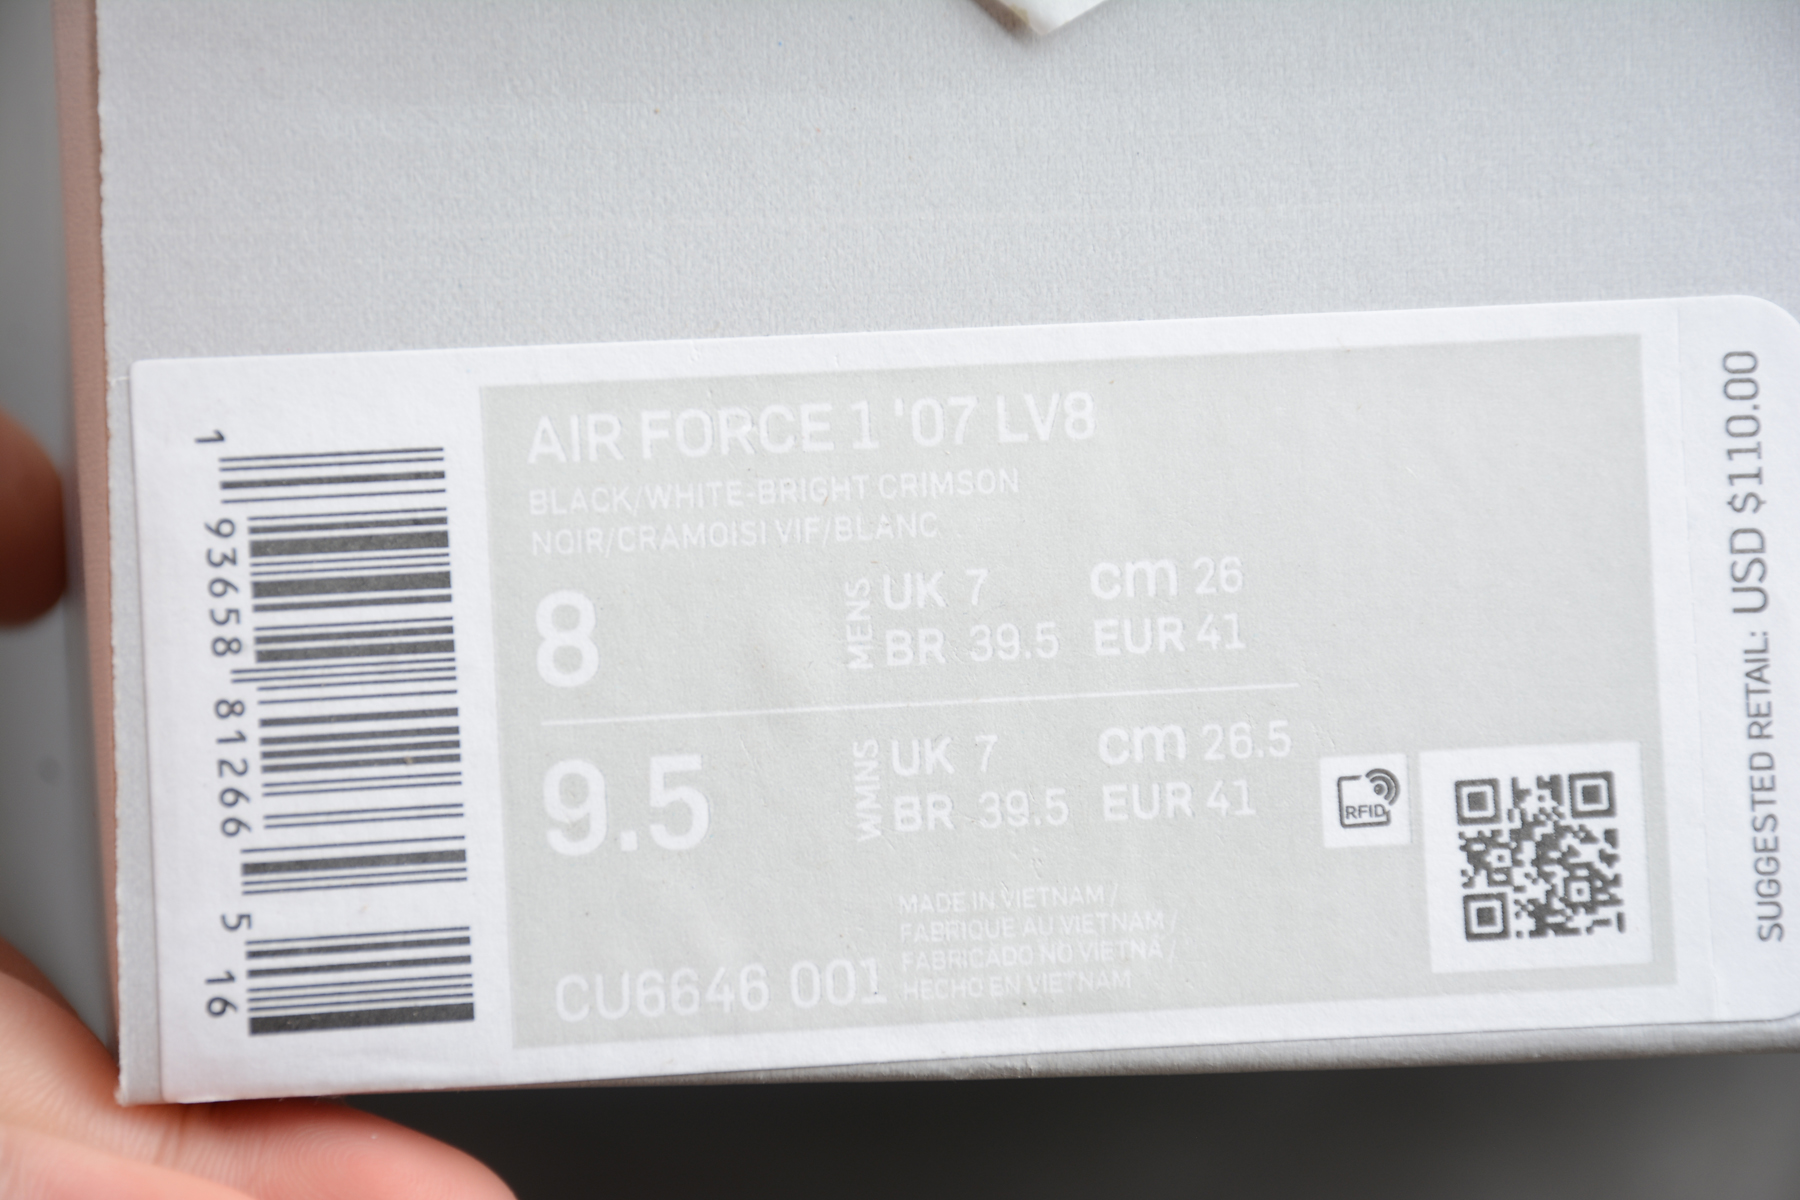 1
93658
81266
5
16
AIR FORCE 1 '07 LV8
BLACK/WHITE-BRIGHT CRIMSON
NOIR/CRAMOISI VIF/BLANC
8
MENS
UK 7 cm 26
BR 39.5 EUR 41
9.5
WMNS
UK 7 cm 26.5
BR 39.5 EUR 41
RFID
CU6646 001
MADE IN VIETNAM /
FABRIQUE AU VIETNAM /
FABRICADO NO VIETNÃ /
HECHO EN VIETNAM
SUGGESTED RETAIL: USD $110.00